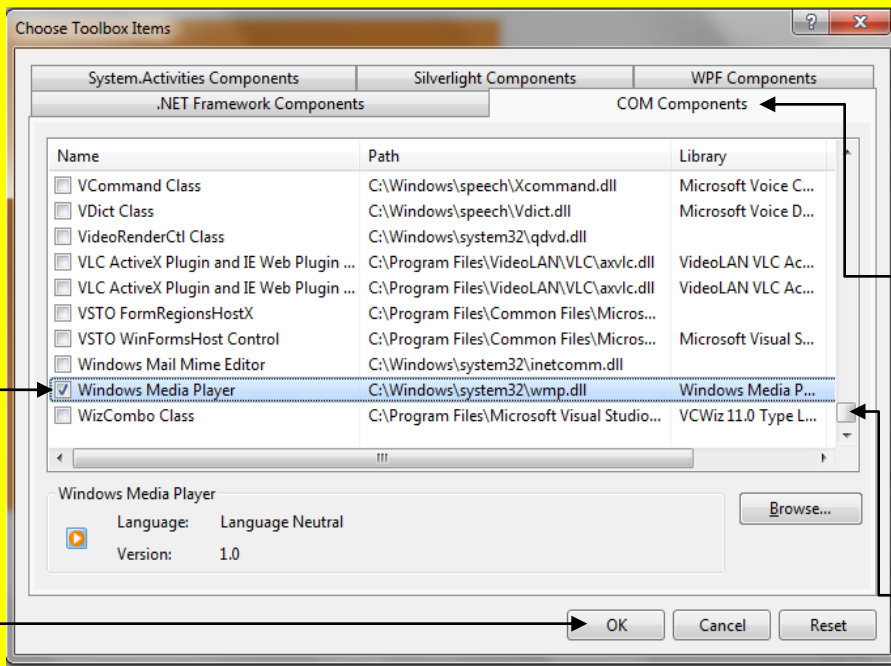 Choose Toolbox Items
System.Activities Components Silverlight Components WPF Components
.NET Framework Components COM Components
Name Path Library
VCommand Class C:\Windows\speech\Xcommand.dll Microsoft Voice C...
VDict Class C:\Windows\speech\Vdict.dll Microsoft Voice D...
VideoRenderCtl Class C:\Windows\system32\qdvd.dll
VLC ActiveX Plugin and IE Web Plugin ... C:\Program Files\VideoLAN\VLC\axvlc.dll VideoLAN VLC Ac...
VLC ActiveX Plugin and IE Web Plugin ... C:\Program Files\VideoLAN\VLC\axvlc.dll VideoLAN VLC Ac...
VSTO FormRegionsHostX C:\Program Files\Common Files\Micros...
VSTO WinFormsHost Control C:\Program Files\Common Files\Micros... Microsoft Visual S...
Windows Mail Mime Editor C:\Windows\system32\inetcomm.dll
Windows Media Player C:\Windows\system32\wmp.dll Windows Media P...
WizCombo Class C:\Program Files\Microsoft Visual Studio... VCWiz 11.0 Type L...
Windows Media Player
Language: Language Neutral
Version: 1.0
Browse...
OK Cancel Reset